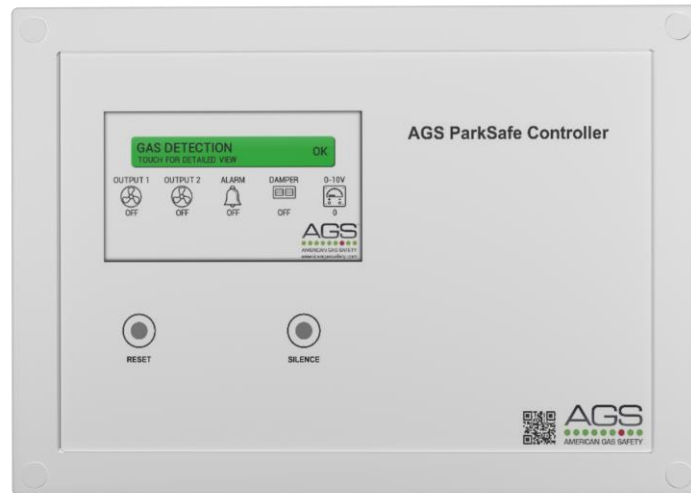 AGS ParkSafe Controller
GAS DETECTION
OK
TOUCH FOR DETAILED VIEW
OUTPUT 1 OUTPUT 2 ALARM DAMPER 0-10V
OFF OFF OFF OFF 0
AGS
AMERICAN GAS SAFETY
RESET SILENCE
AGS
AMERICAN GAS SAFETY